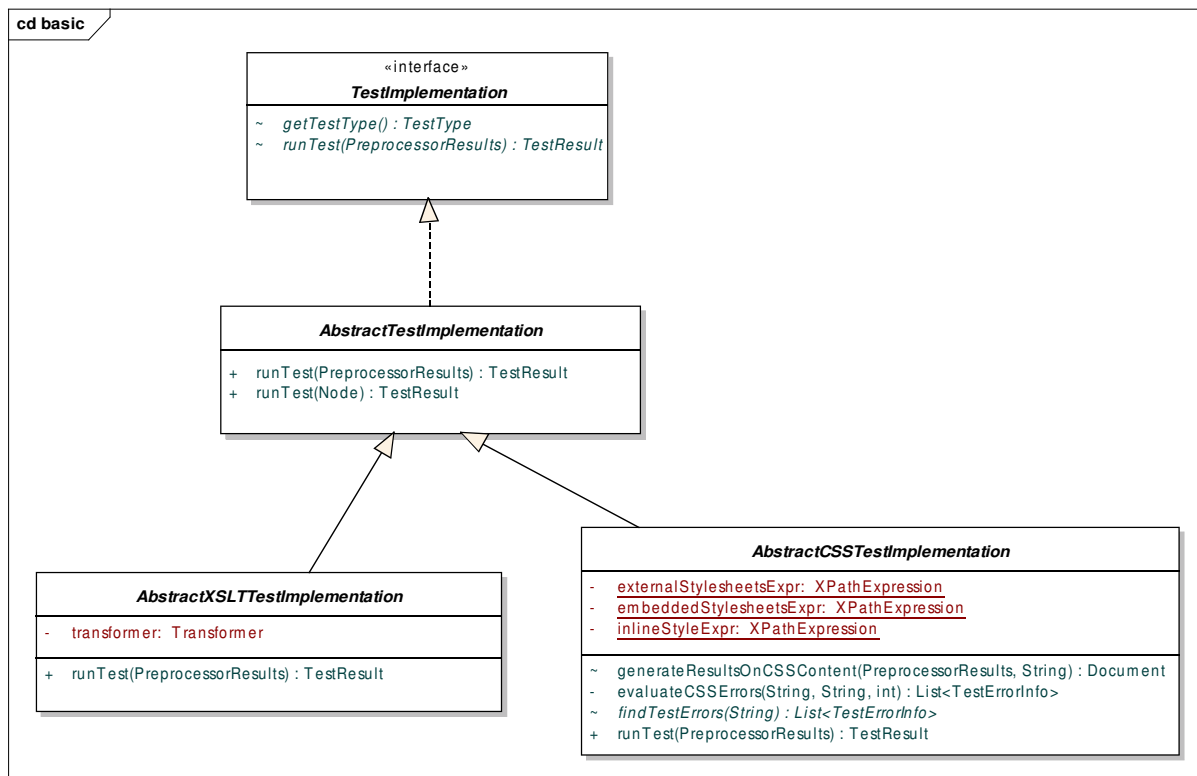 cd basic
«interface»
TestImplementation
~ getTestType() : TestType
~ runTest(PreprocessorResults) : TestResult
AbstractTestImplementation
+ runTest(PreprocessorResults) : TestResult
+ runTest(Node) : TestResult
AbstractXSLTTestImplementation
- transformer: Transformer
+ runTest(PreprocessorResults) : TestResult
AbstractCSSTestImplementation
- externalStylesheetsExpr: XPathExpression
- embeddedStylesheetsExpr: XPathExpression
- inlineStyleExpr: XPathExpression
~ generateResultsOnCSSContent(PreprocessorResults, String) : Document
- evaluateCSSErrors(String, String, int) : List<TestErrorInfo>
~ findTestErrors(String) : List<TestErrorInfo>
+ runTest(PreprocessorResults) : TestResult